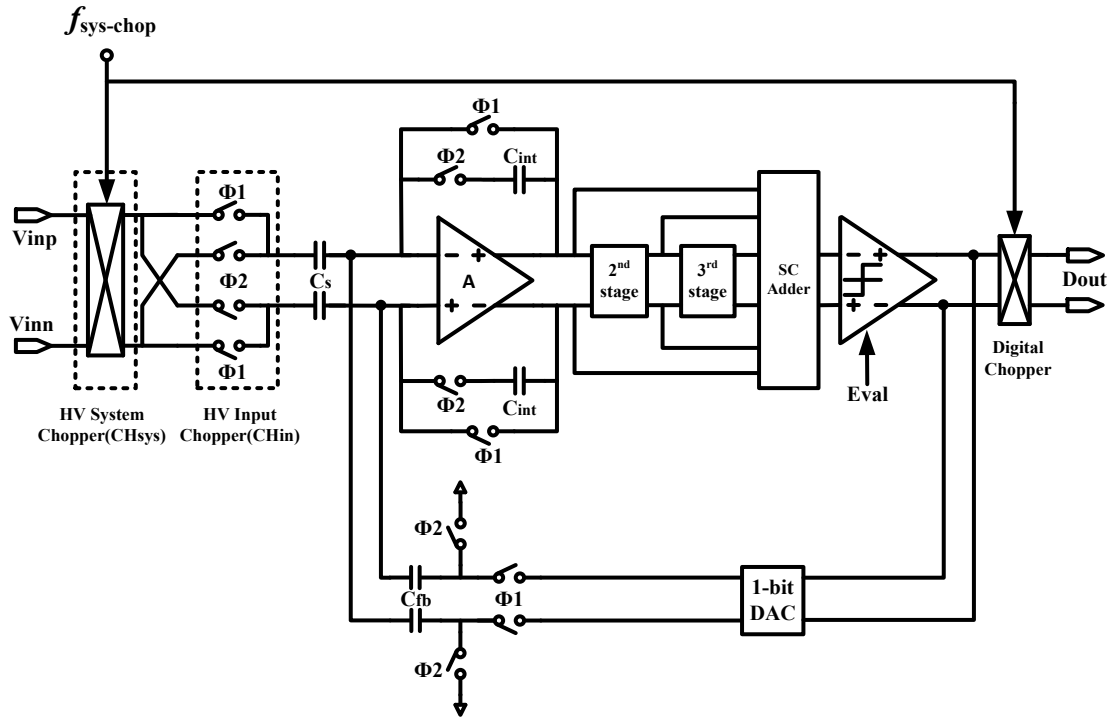 fsys-chop
Φ1
Φ2
Cint
Φ1
Vinp
Φ2
Cs
A
2nd
stage
3rd
stage
SC
Adder
Dout
Φ2
Vinn
Φ1
Φ2
Cint
Eval
Digital
Chopper
HV System
Chopper(CHsys)
HV Input
Chopper(CHin)
Φ1
Φ2
Cfb
Φ1
1-bit
DAC
Φ2